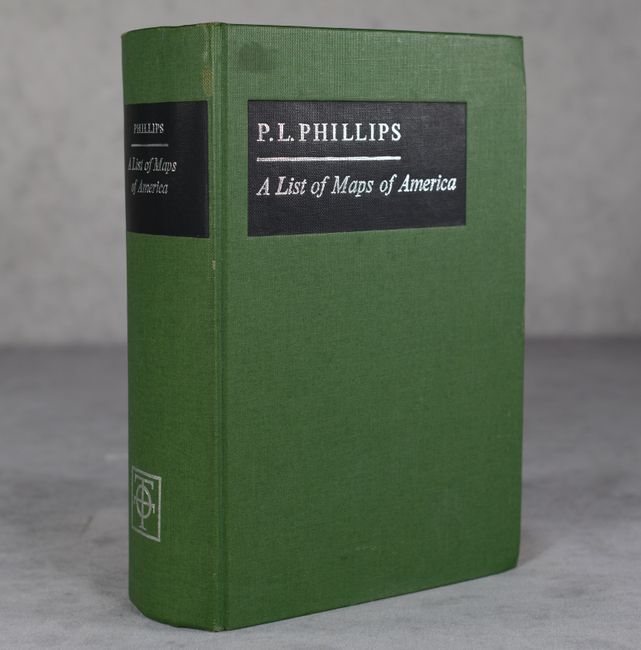 PHILLIPS
A List of Maps
of America
P. L. PHILLIPS
A List of Maps of America